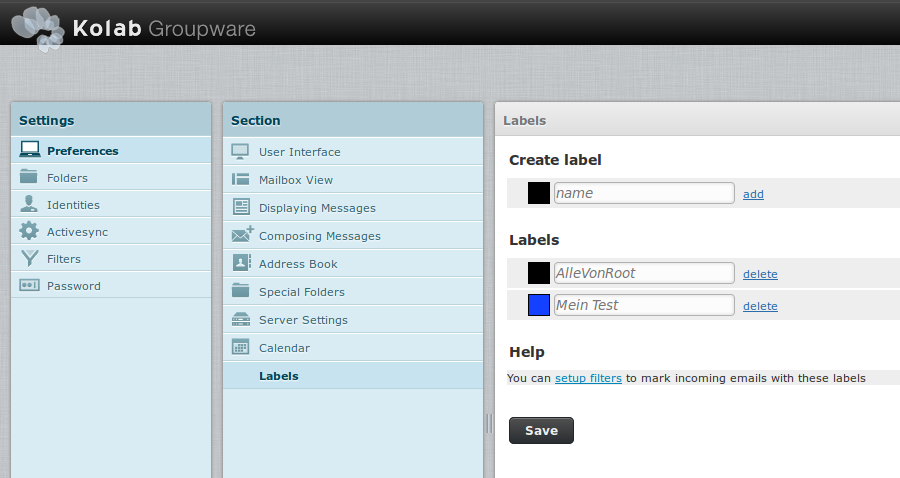 Kolab Groupware
Settings
Preferences
Folders
Identities
Activesync
Filters
Password
Section
User Interface
Mailbox View
Displaying Messages
Composing Messages
Address Book
Special Folders
Server Settings
Calendar
Labels
Labels
Create label
name add
Labels
AlleVonRoot delete
Mein Test delete
Help
You can setup filters to mark incoming emails with these labels
Save